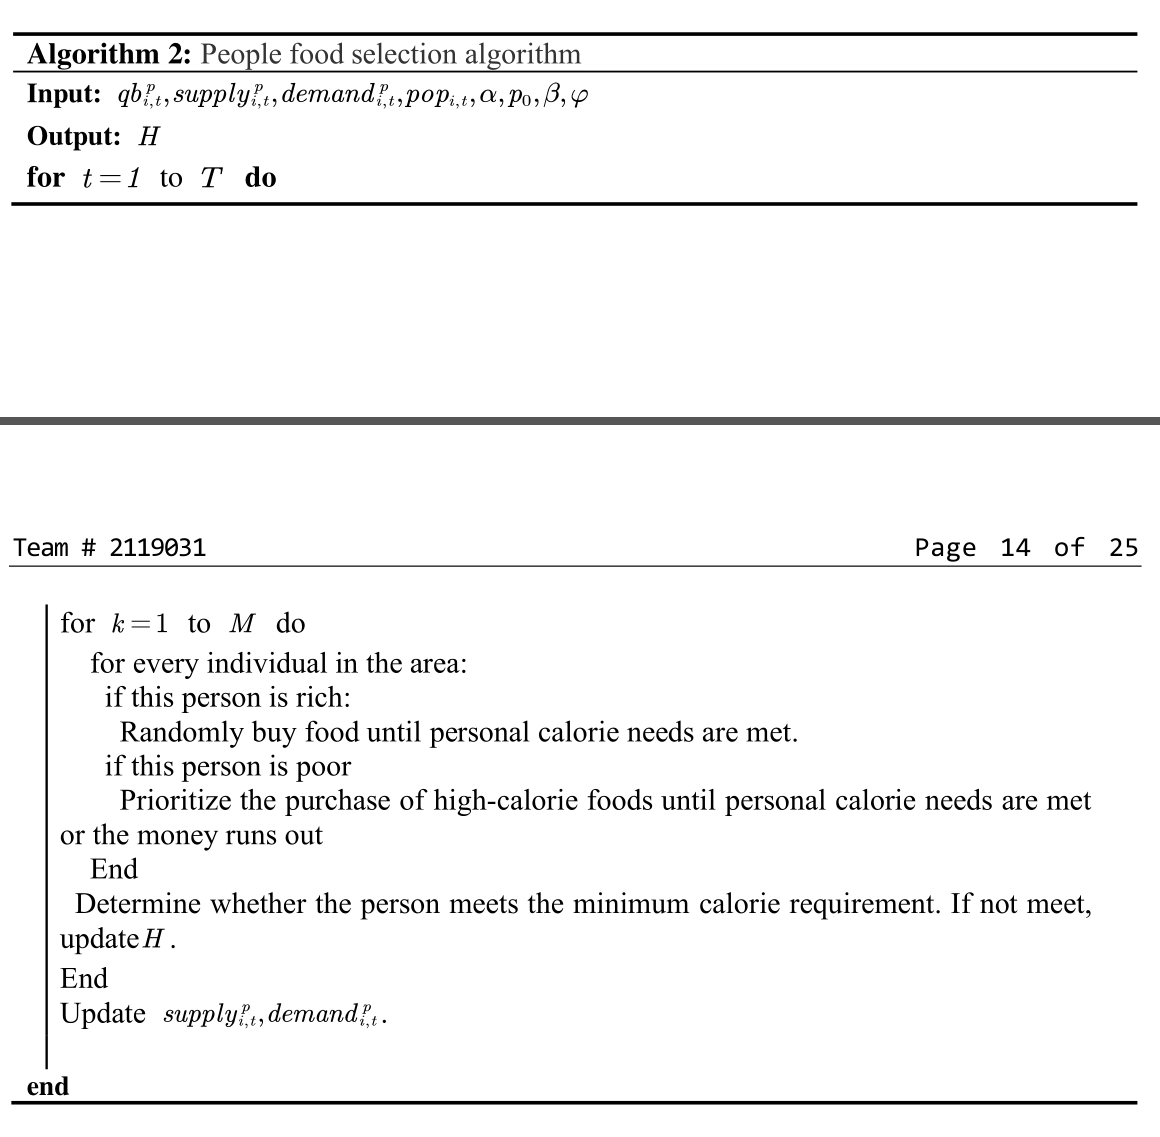 Algorithm 2: People food selection algorithm
Input: qb^p_{i,t}, supply^p_{i,t}, demand^p_{i,t}, pop_{i,t}, α, p_0, β, φ
Output: H
for t=1 to T do
Team # 2119031 Page 14 of 25
for k=1 to M do
for every individual in the area:
if this person is rich:
Randomly buy food until personal calorie needs are met.
if this person is poor
Prioritize the purchase of high-calorie foods until personal calorie needs are met
or the money runs out
End
Determine whether the person meets the minimum calorie requirement. If not meet,
update H .
End
Update supply^p_{i,t}, demand^p_{i,t}.
end